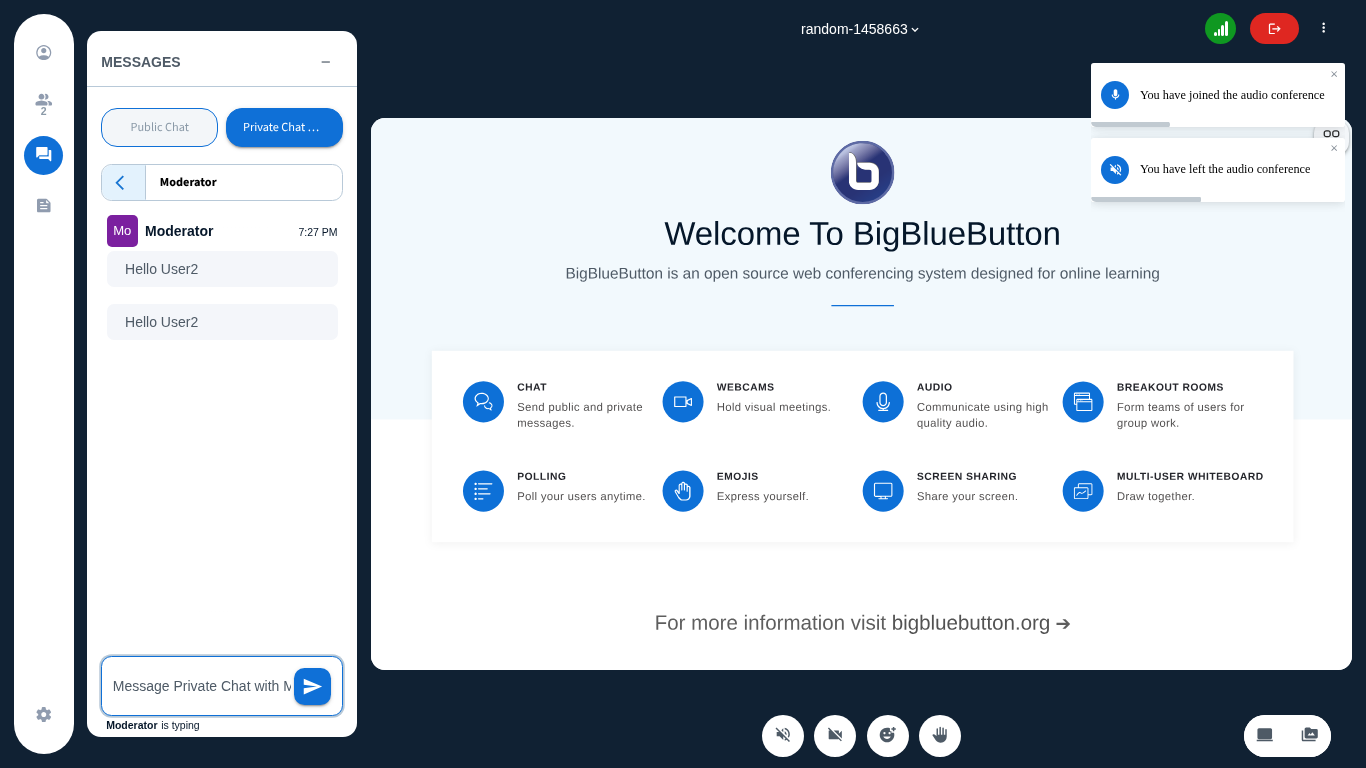 random-1458663
MESSAGES
2
Public Chat
Private Chat ...
Moderator
Mo
Moderator
7:27 PM
Hello User2
Hello User2
Message Private Chat with M
Moderator is typing
You have joined the audio conference
You have left the audio conference
Welcome To BigBlueButton
BigBlueButton is an open source web conferencing system designed for online learning
CHAT
Send public and private
messages.
WEBCAMS
Hold visual meetings.
AUDIO
Communicate using high
quality audio.
BREAKOUT ROOMS
Form teams of users for
group work.
POLLING
Poll your users anytime.
EMOJIS
Express yourself.
SCREEN SHARING
Share your screen.
MULTI-USER WHITEBOARD
Draw together.
For more information visit bigbluebutton.org ➔